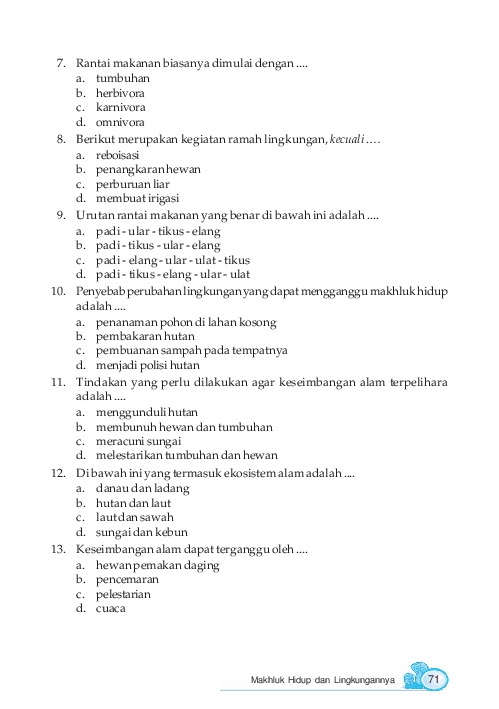 7. Rantai makanan biasanya dimulai dengan ....
a. tumbuhan
b. herbivora
c. karnivora
d. omnivora
8. Berikut merupakan kegiatan ramah lingkungan, kecuali ....
a. reboisasi
b. penangkaran hewan
c. perburuan liar
d. membuat irigasi
9. Urutan rantai makanan yang benar di bawah ini adalah ....
a. padi - ular - tikus - elang
b. padi - tikus - ular - elang
c. padi - elang - ular - ulat - tikus
d. padi - tikus - elang - ular - ulat
10. Penyebab perubahan lingkungan yang dapat mengganggu makhluk hidup
adalah ....
a. penanaman pohon di lahan kosong
b. pembakaran hutan
c. pembuanan sampah pada tempatnya
d. menjadi polisi hutan
11. Tindakan yang perlu dilakukan agar keseimbangan alam terpelihara
adalah ....
a. menggunduli hutan
b. membunuh hewan dan tumbuhan
c. meracuni sungai
d. melestarikan tumbuhan dan hewan
12. Di bawah ini yang termasuk ekosistem alam adalah ....
a. danau dan ladang
b. hutan dan laut
c. laut dan sawah
d. sungai dan kebun
13. Keseimbangan alam dapat terganggu oleh ....
a. hewan pemakan daging
b. pencemaran
c. pelestarian
d. cuaca
Makhluk Hidup dan Lingkungannya 71